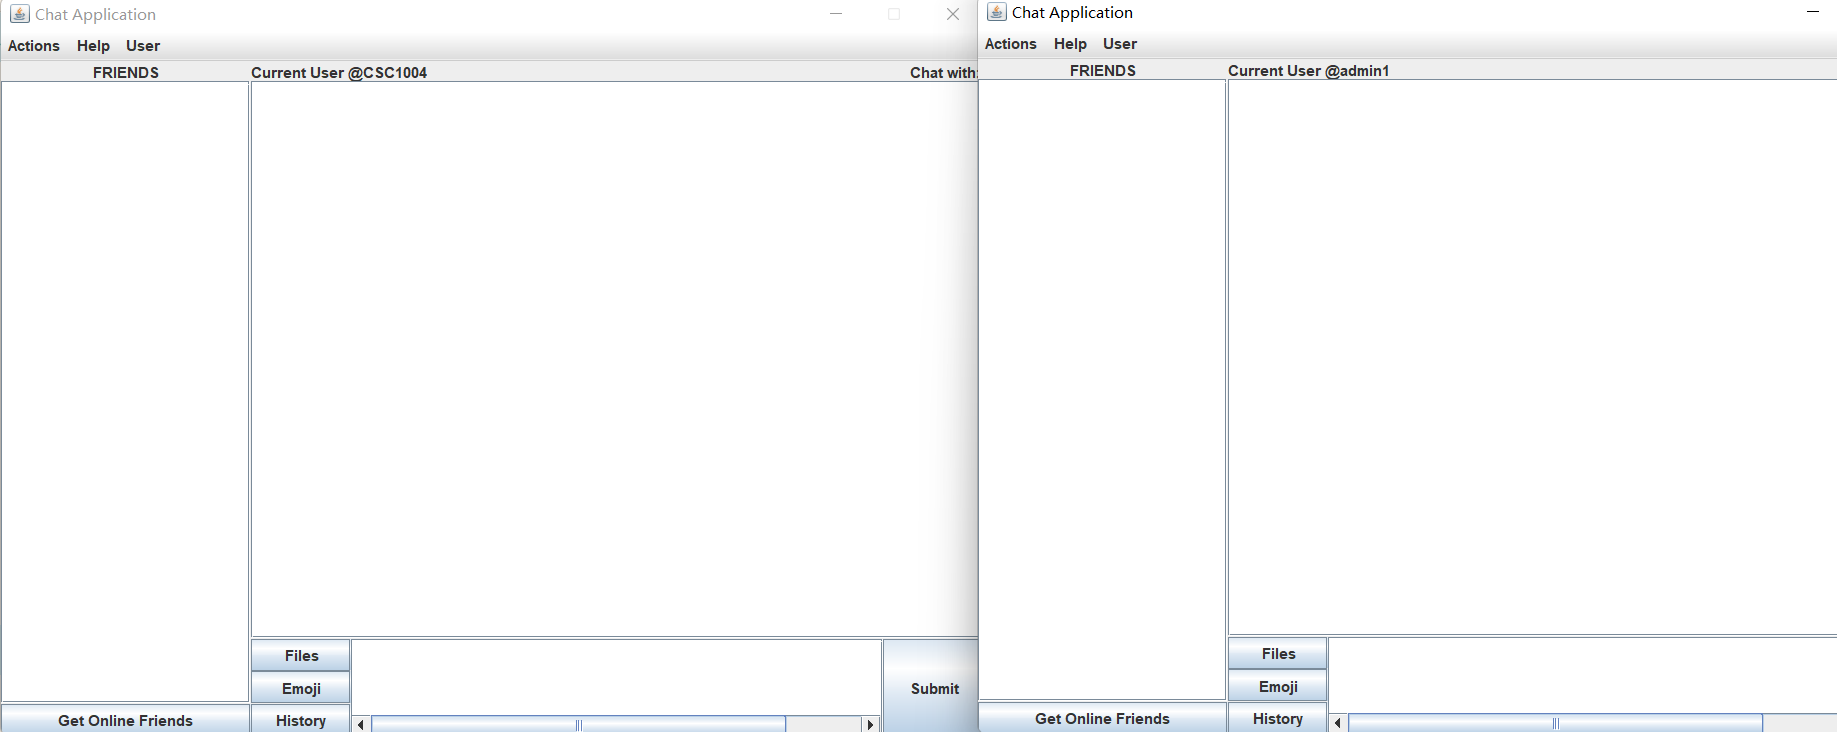 Chat Application
Actions Help User
FRIENDS Current User @CSC1004 Chat with:
Files
Emoji
Submit
Get Online Friends History
Chat Application
Actions Help User
FRIENDS Current User @admin1
Files
Emoji
Get Online Friends History